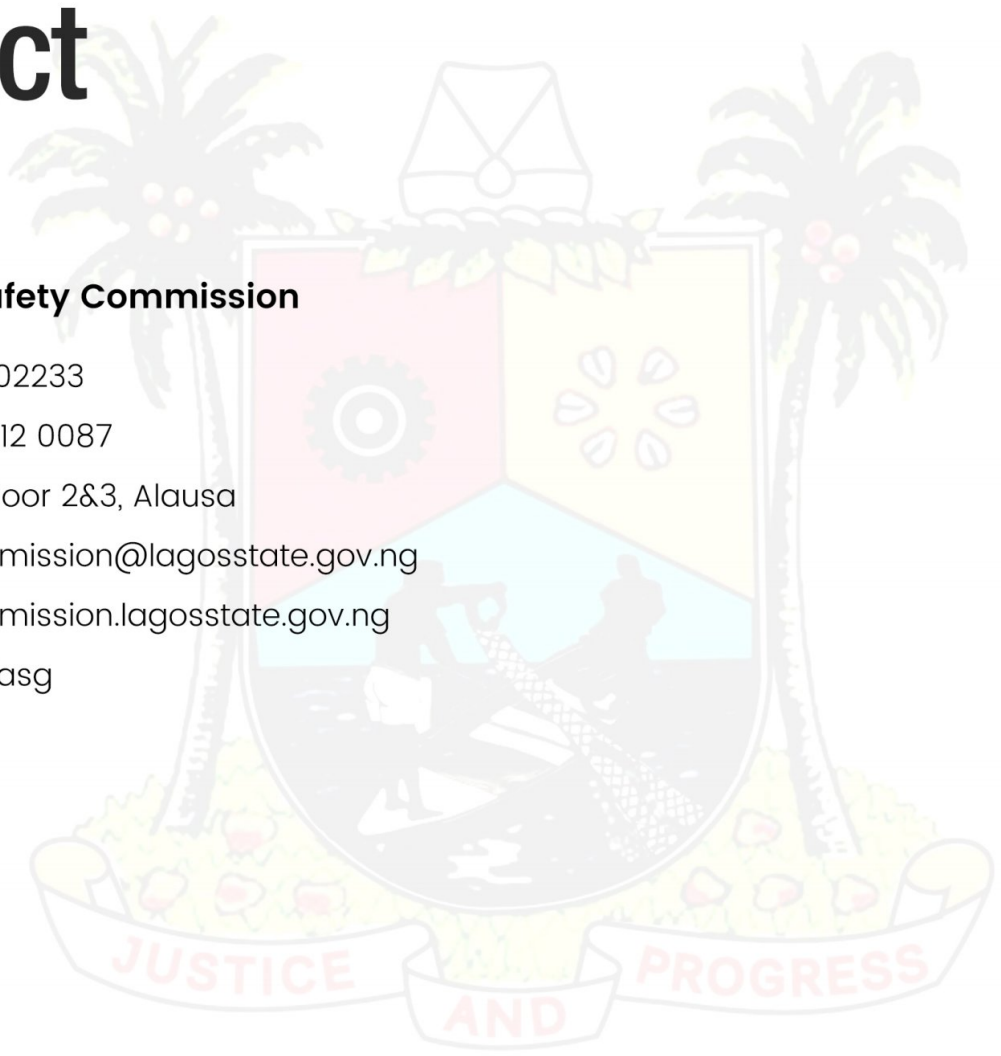 ct
afety Commission
02233
12 0087
oor 2&3, Alausa
mission@lagosstate.gov.ng
mission.lagosstate.gov.ng
asg
JUSTICE
AND
PROGRESS